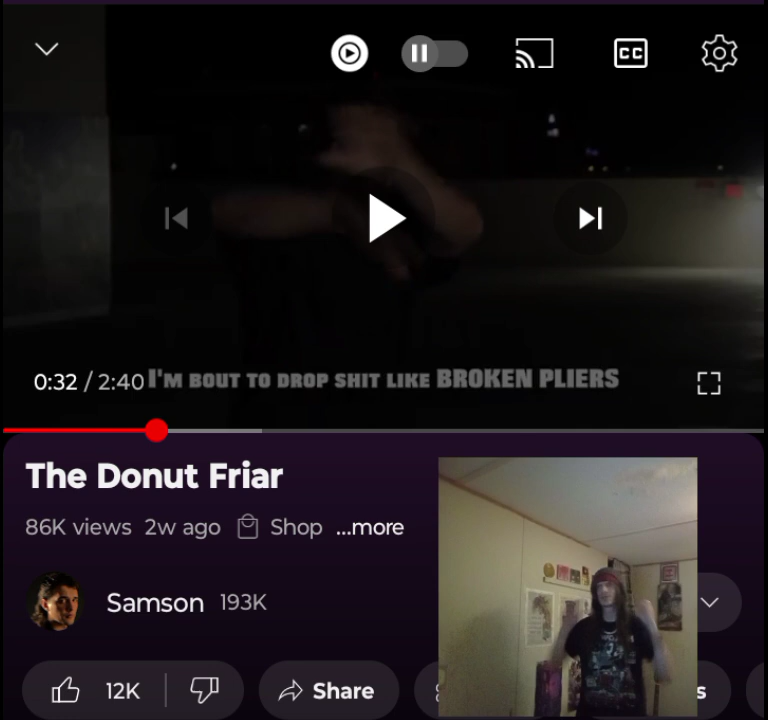 CC
0:32 / 2:40
I'M BOUT TO DROP SHIT LIKE BROKEN PLIERS
The Donut Friar
86K views 2w ago Shop ...more
Samson 193K
12K Share s